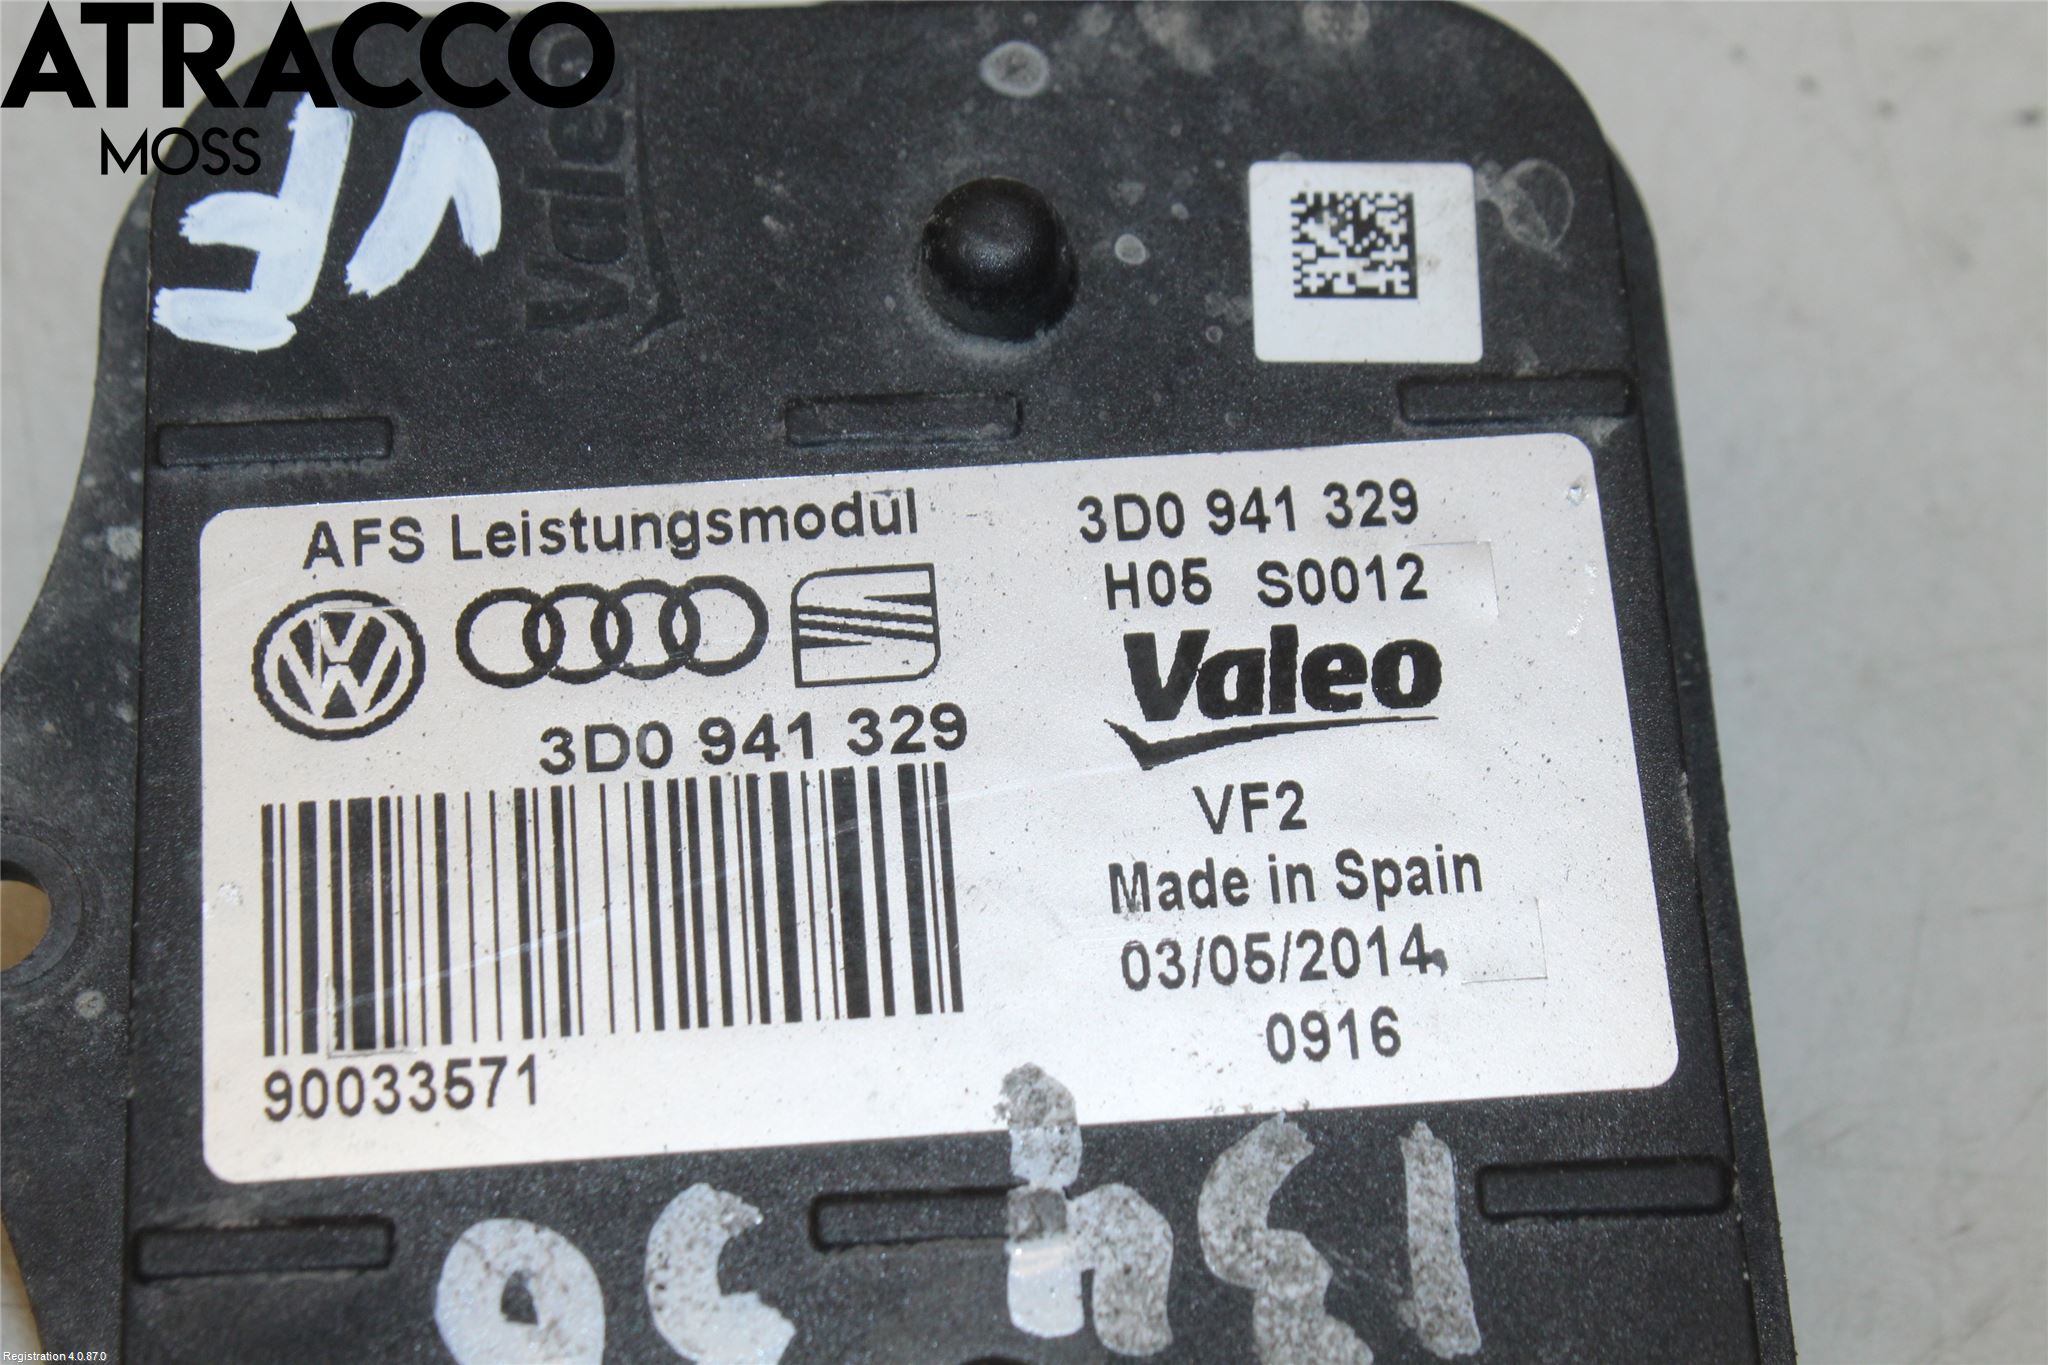 ATRACCO
MOSS
VF
Valeo
AFS Leistungsmodul
3D0 941 329
3D0 941 329
H05 S0012
Valeo
VF2
Made in Spain
03/05/2014
0916
90033571
Registration 4.0.87.0